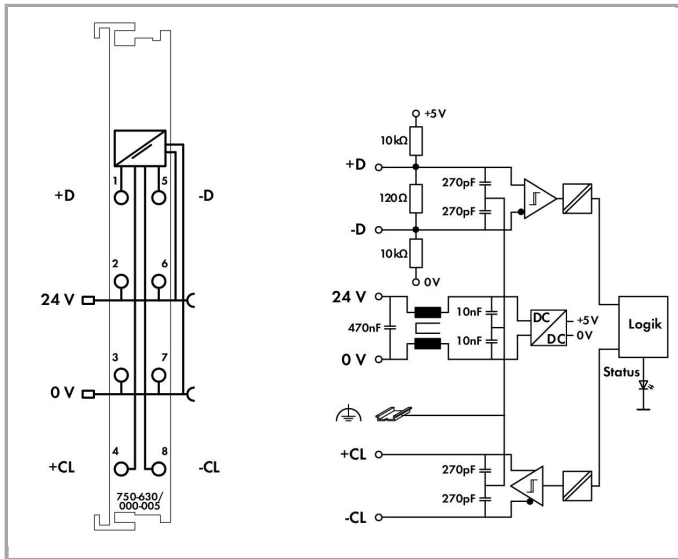 1
5
+D
-D
2
6
24 V
3
7
0 V
4
8
+CL
-CL
750-630/
000-005
+5V
10kΩ
+D
270pF
120Ω
270pF
-D
10kΩ
0V
24 V
10nF
DC
+5V
470nF
10nF
DC
0V
0 V
Logik
Status
+CL
270pF
270pF
-CL